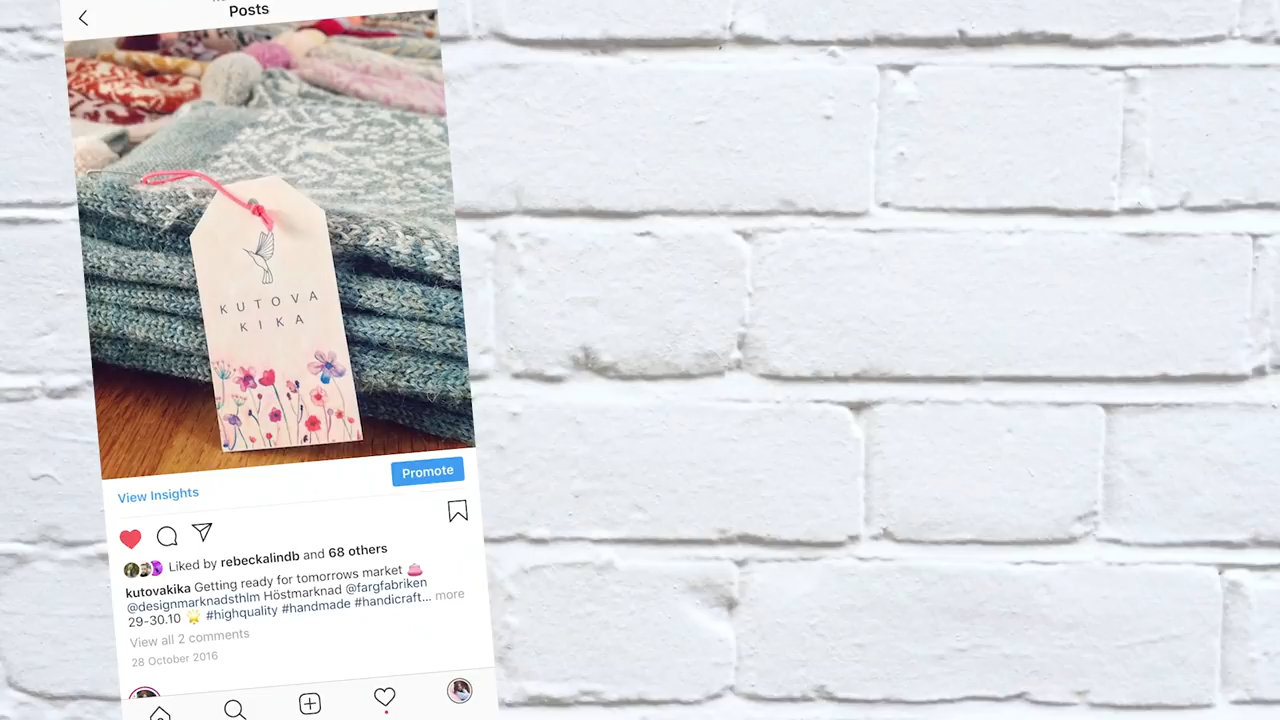 Posts
KUTOVA
KIKA
View Insights
Promote
Liked by rebeckalindb and 68 others
kutovakika Getting ready for tomorrows market 🧁
@designmarknadsthlm Höstmarknad @fargfabriken
29-30.10 🌟 #highquality #handmade #handicraft... more
View all 2 comments
28 October 2016